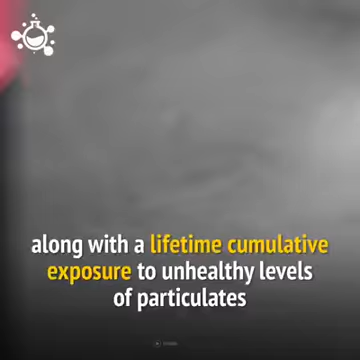 along with a lifetime cumulative
exposure to unhealthy levels
of particulates